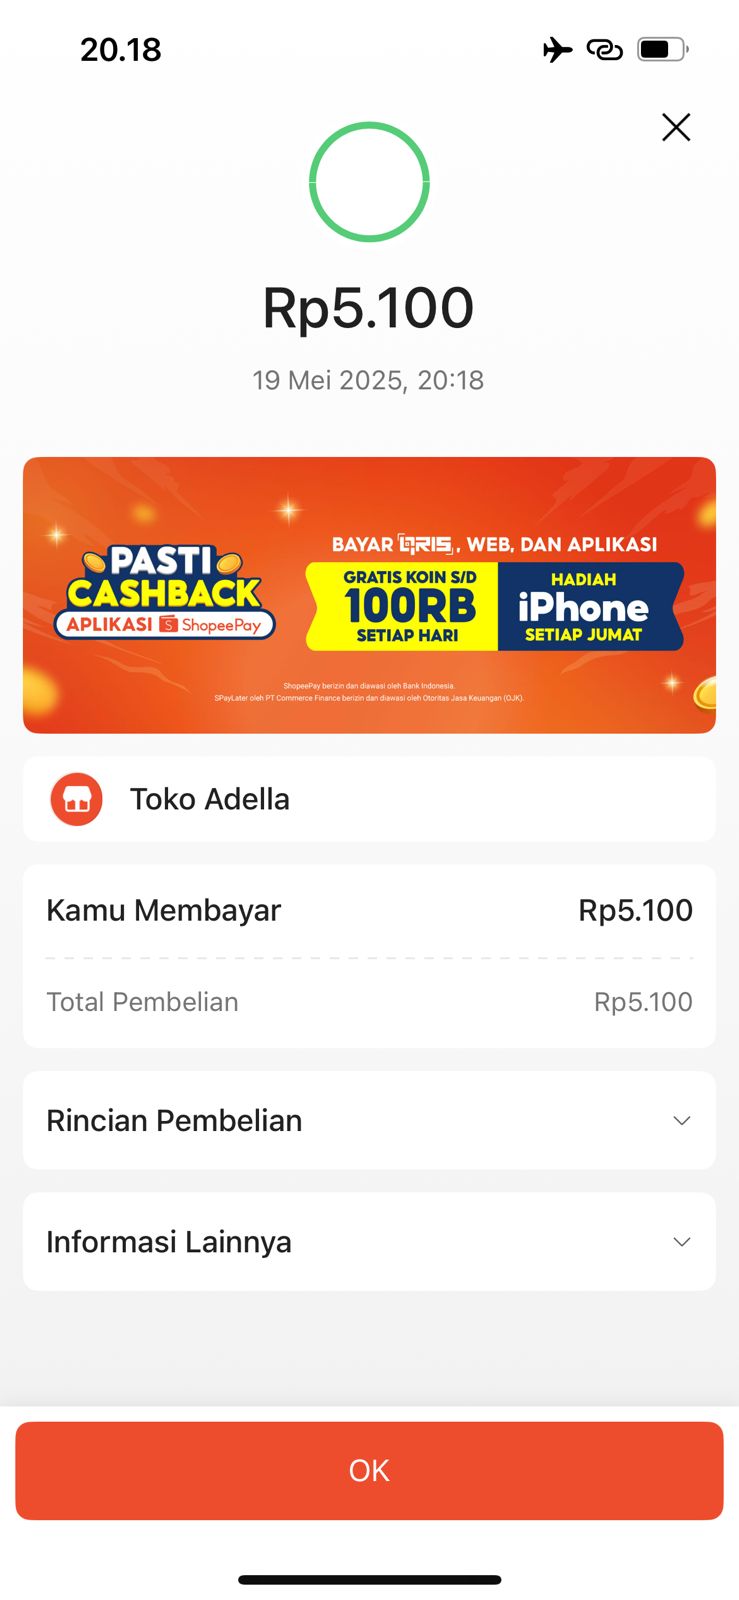 20.18
Rp5.100
19 Mei 2025, 20:18
PASTI
CASHBACK
APLIKASI S ShopeePay
BAYAR QRIS, WEB, DAN APLIKASI
GRATIS KOIN S/D
100RB
SETIAP HARI
HADIAH
iPhone
SETIAP JUMAT
ShopeePay berizin dan diawasi oleh Bank Indonesia.
SPayLater oleh PT Commerce Finance berizin dan diawasi oleh Otoritas Jasa Keuangan (OJK).
Toko Adella
Kamu Membayar Rp5.100
Total Pembelian Rp5.100
Rincian Pembelian
Informasi Lainnya
OK